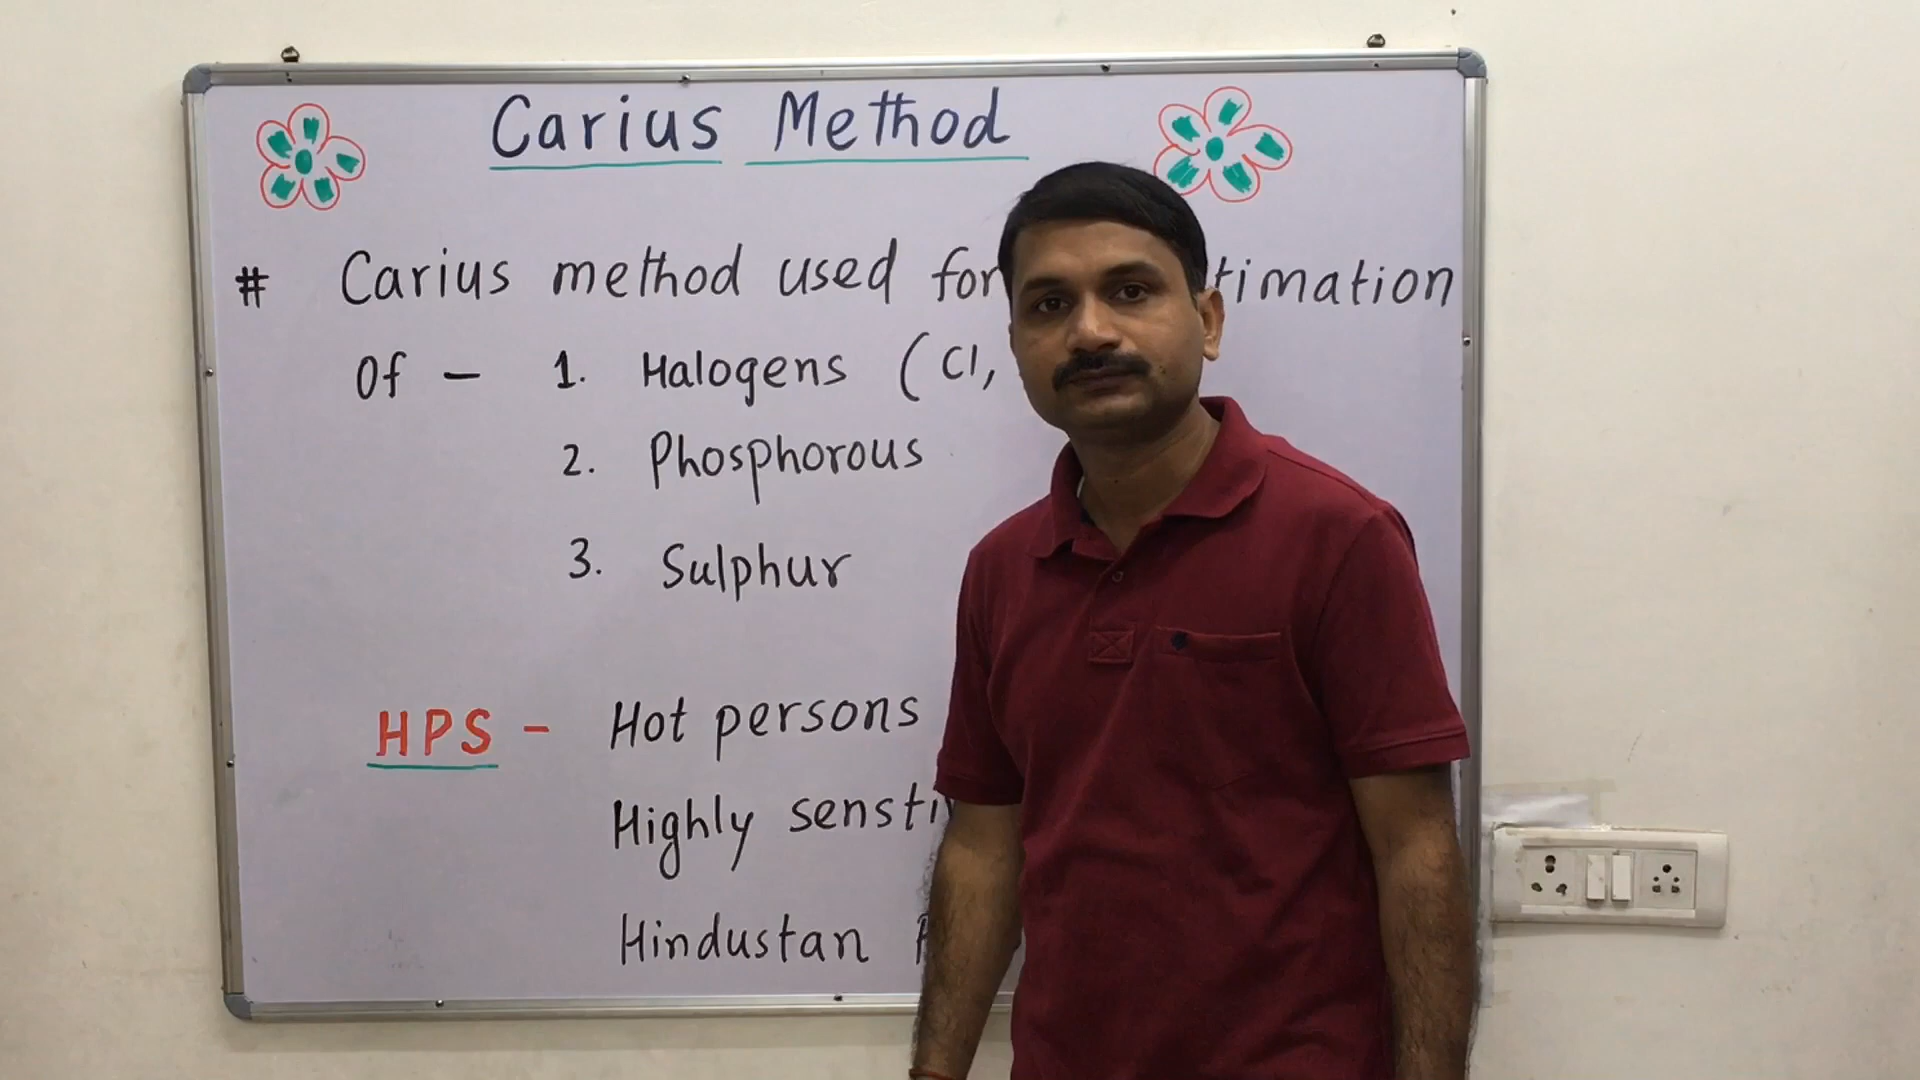 Carius Method
# Carius method used for timation
Of - 1. Halogens (Cl,
2. Phosphorous
3. Sulphur
HPS - Hot persons
Highly sensti
Hindustan